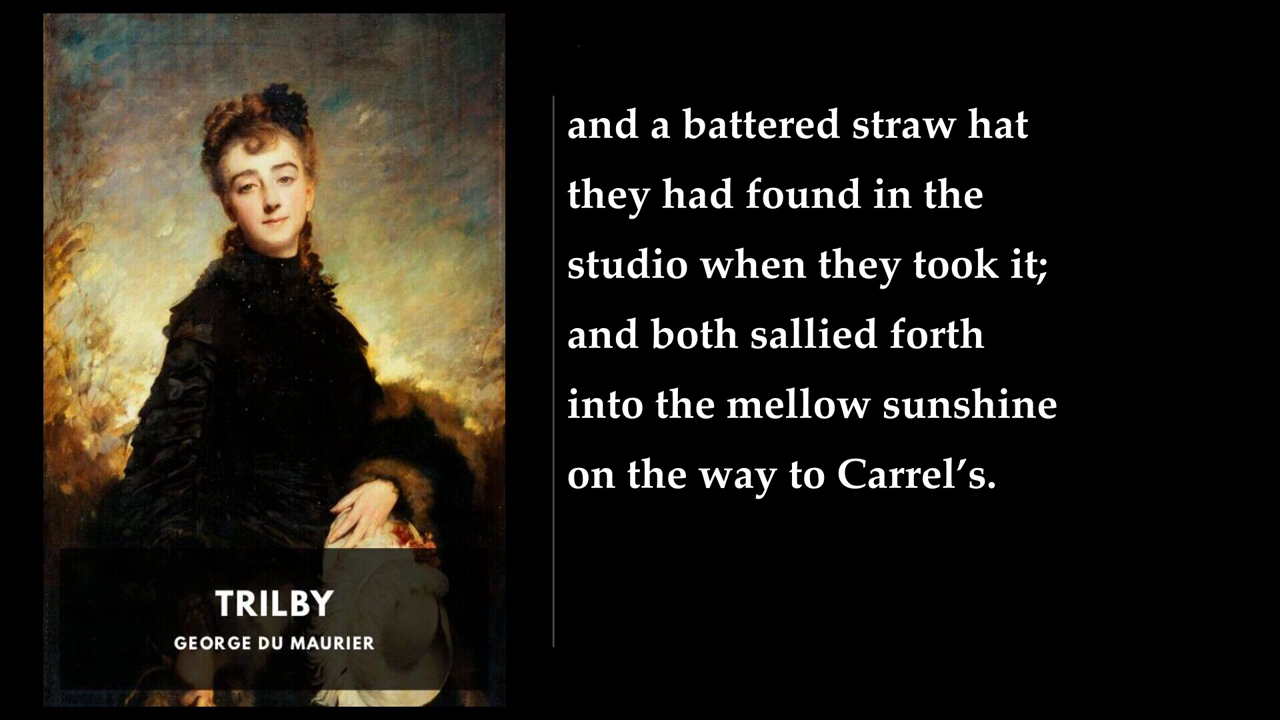 and a battered straw hat
they had found in the
studio when they took it;
and both sallied forth
into the mellow sunshine
on the way to Carrel’s.
TRILBY
GEORGE DU MAURIER